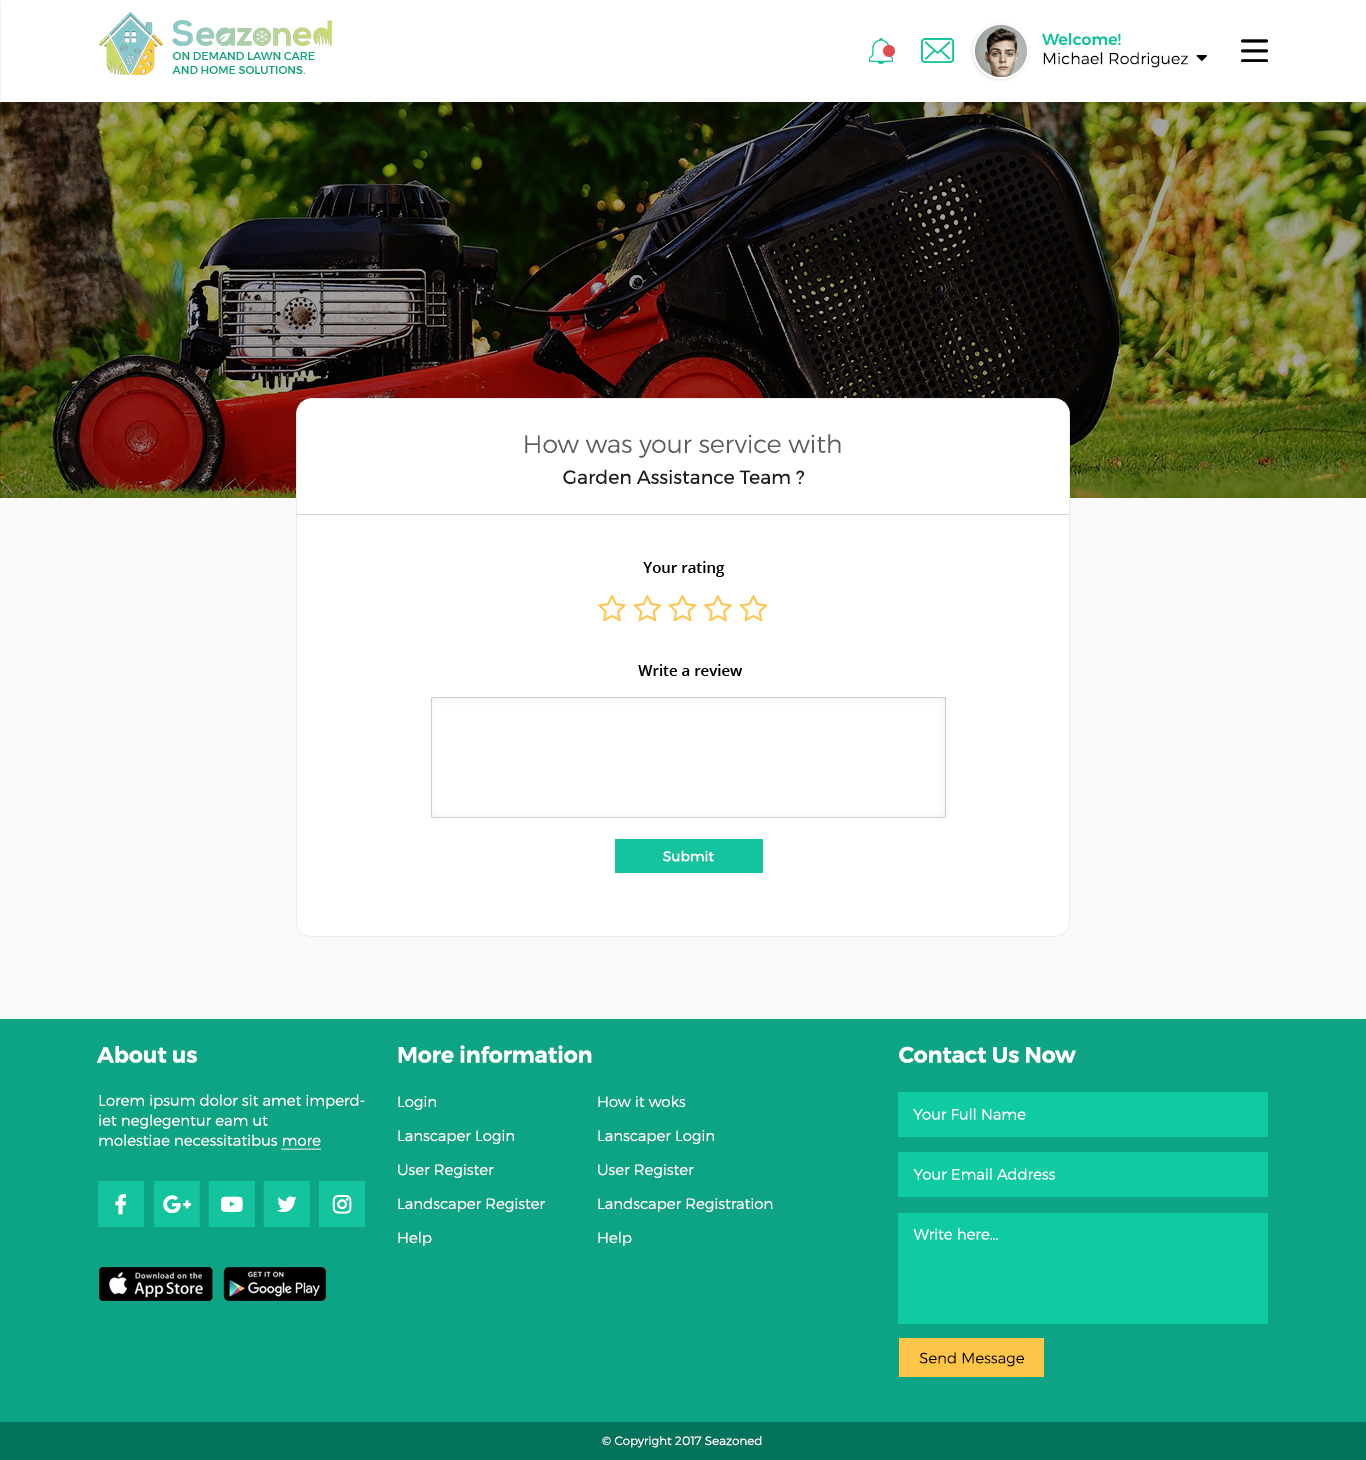 Seazoned
ON DEMAND LAWN CARE
AND HOME SOLUTIONS.
Welcome!
Michael Rodriguez
How was your service with
Garden Assistance Team ?
Your rating
Write a review
Submit
About us
Lorem ipsum dolor sit amet imperd-
iet neglegentur eam ut
molestiae necessitatibus more
Download on the
App Store
GET IT ON
Google Play
More information
Login
Lanscaper Login
User Register
Landscaper Register
Help
How it woks
Lanscaper Login
User Register
Landscaper Registration
Help
Contact Us Now
Your Full Name
Your Email Address
Write here...
Send Message
© Copyright 2017 Seazoned